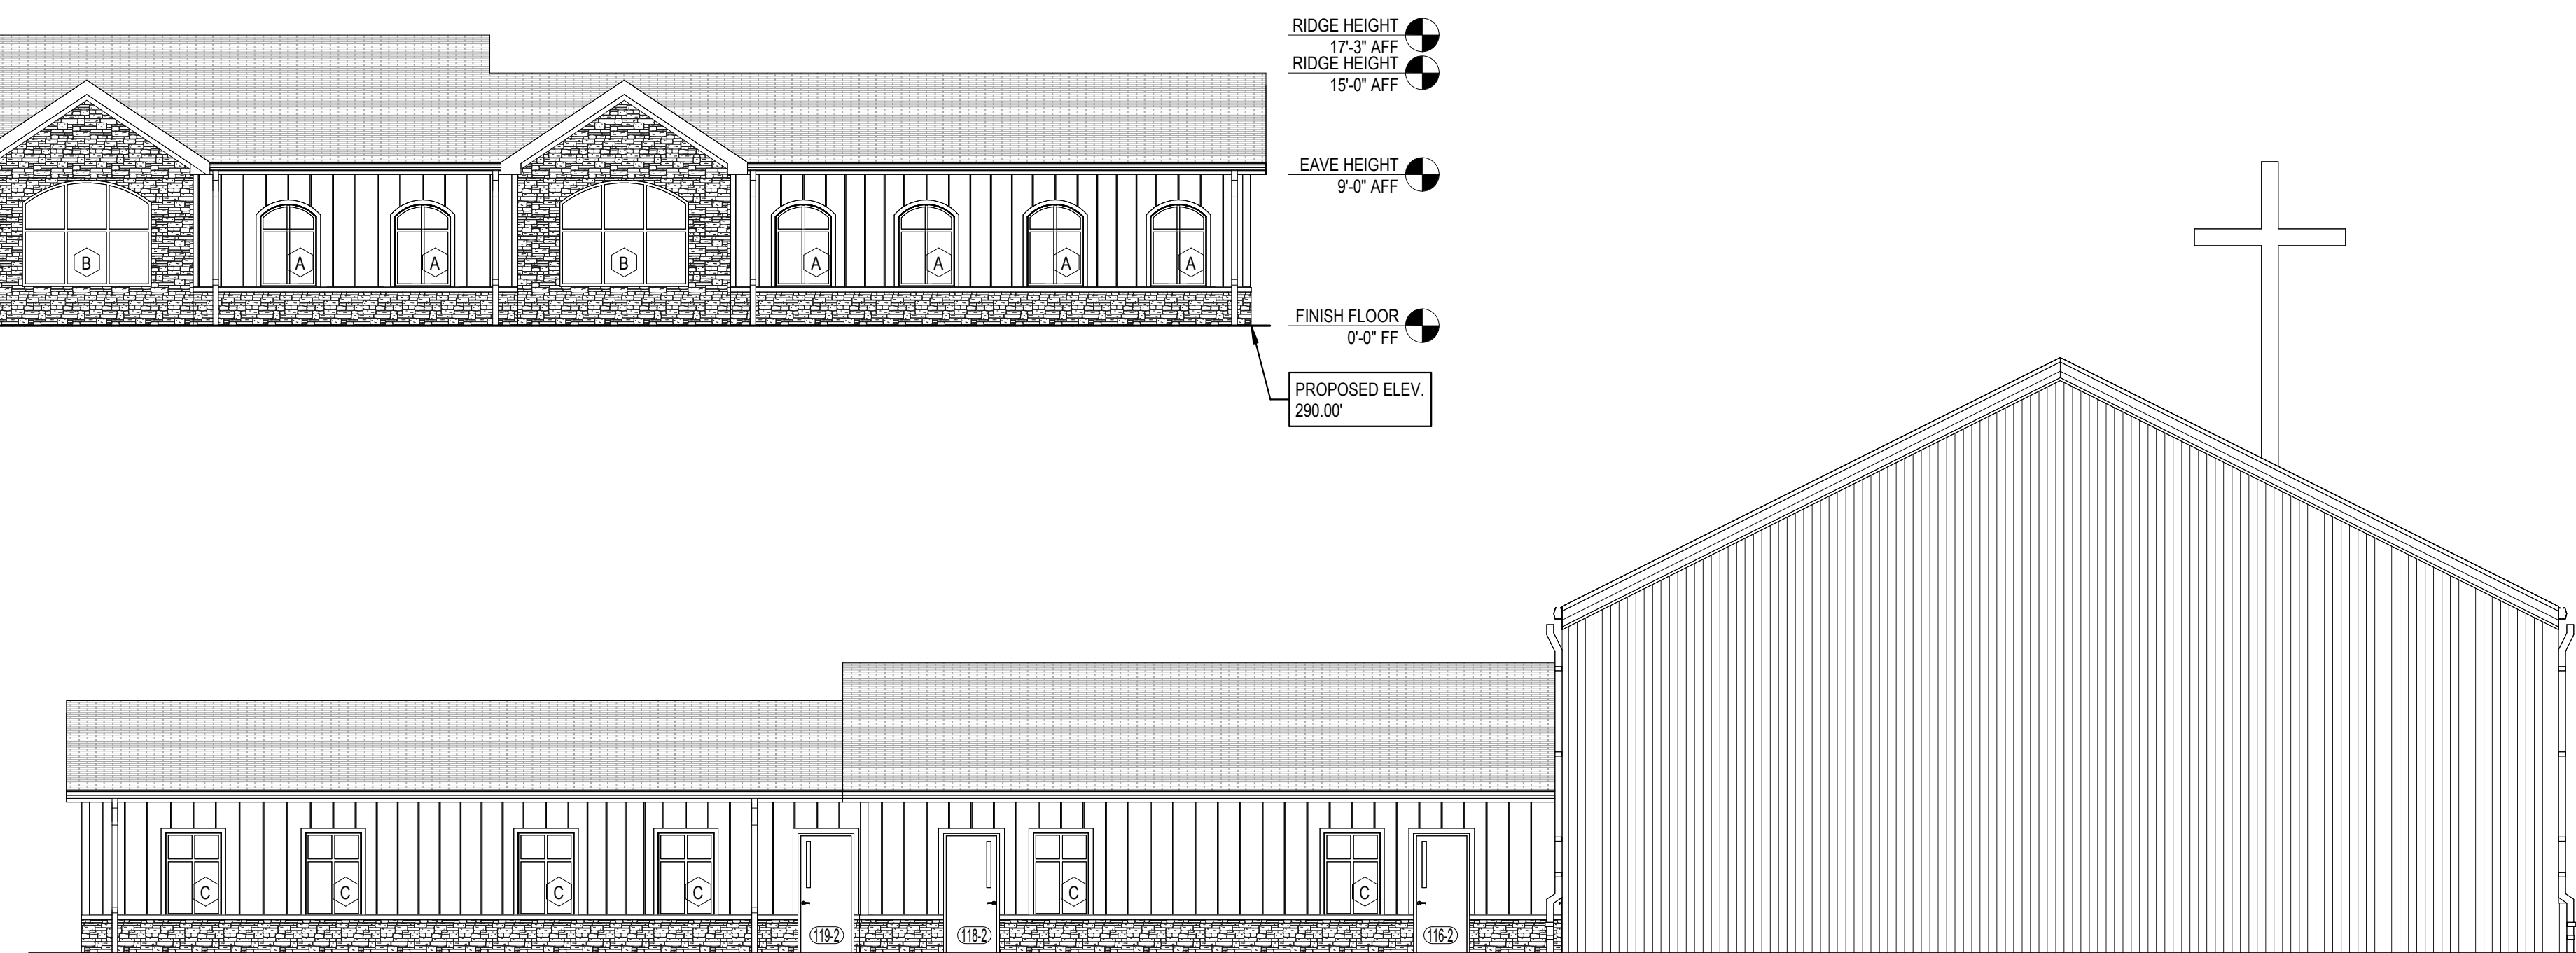 RIDGE HEIGHT
17'-3" AFF
RIDGE HEIGHT
15'-0" AFF
EAVE HEIGHT
9'-0" AFF
B A A B A A A A
FINISH FLOOR
0'-0" FF
PROPOSED ELEV.
290.00'
C C C C C C
119-2 118-2 116-2